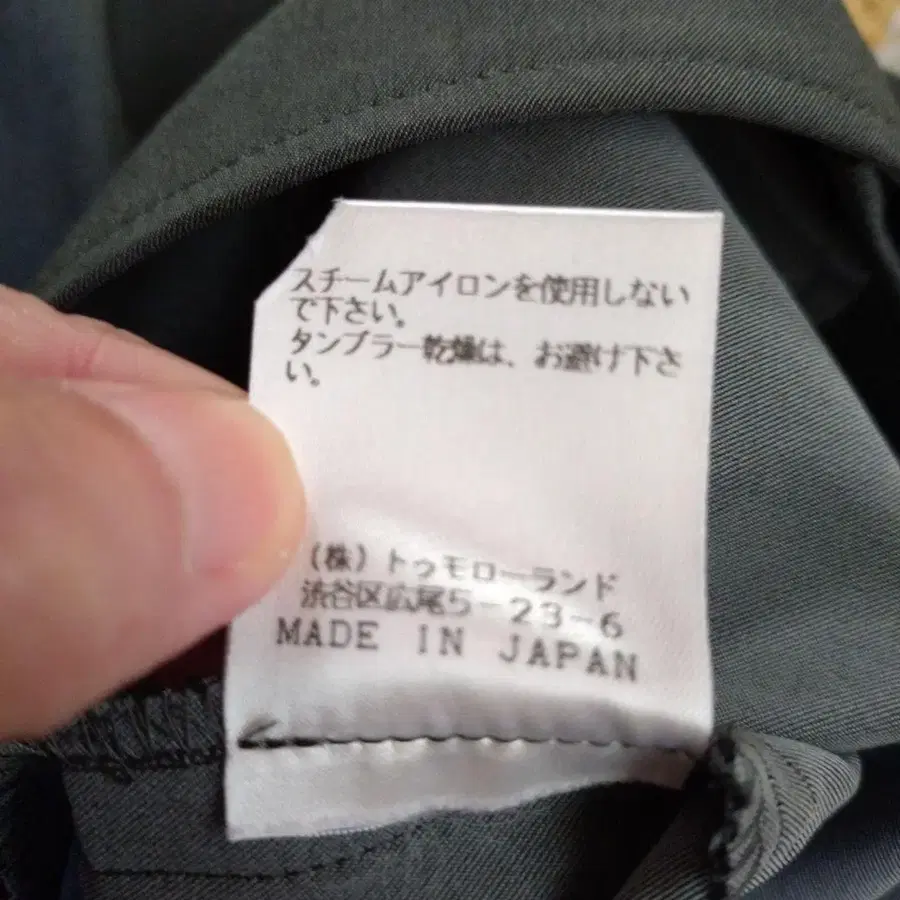 スチームアイロンを使用しない
で下さい。
タンブラー乾燥は、お避け下さ
い。
(株)トゥモローランド
渋谷区広尾5-23-6
MADE IN JAPAN